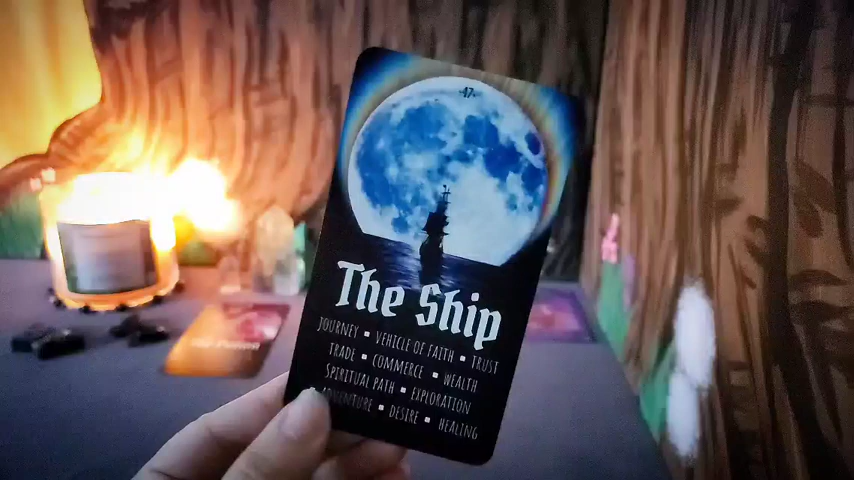 47
The Ship
JOURNEY ▪ VEHICLE OF FAITH ▪ TRUST
TRADE ▪ COMMERCE ▪ WEALTH
SPIRITUAL PATH ▪ EXPLORATION
ADVENTURE ▪ DESIRE ▪ HEALING